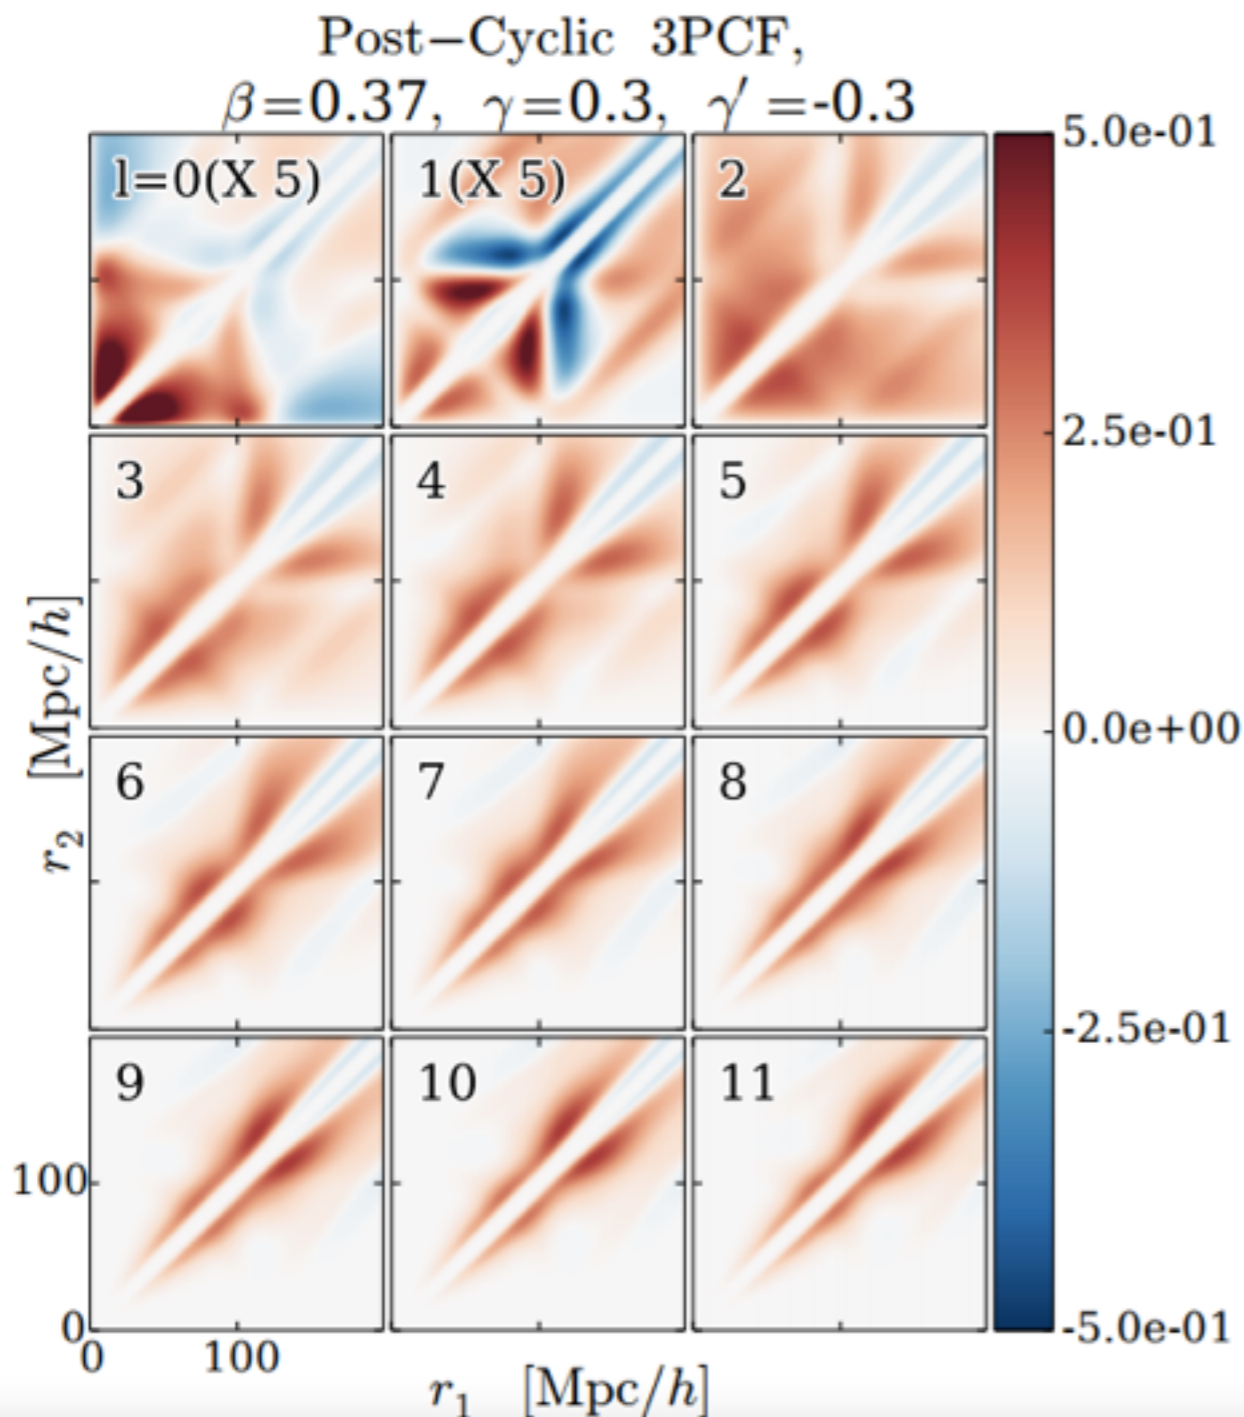 Post−Cyclic 3PCF,
β=0.37, γ=0.3, γ′ =-0.3
l=0(X 5)
1(X 5)
2
5.0e-01
2.5e-01
3
4
5
0.0e+00
6
7
8
-2.5e-01
9
10
11
-5.0e-01
r₂ [Mpc/h]
100
0
0
100
r₁ [Mpc/h]